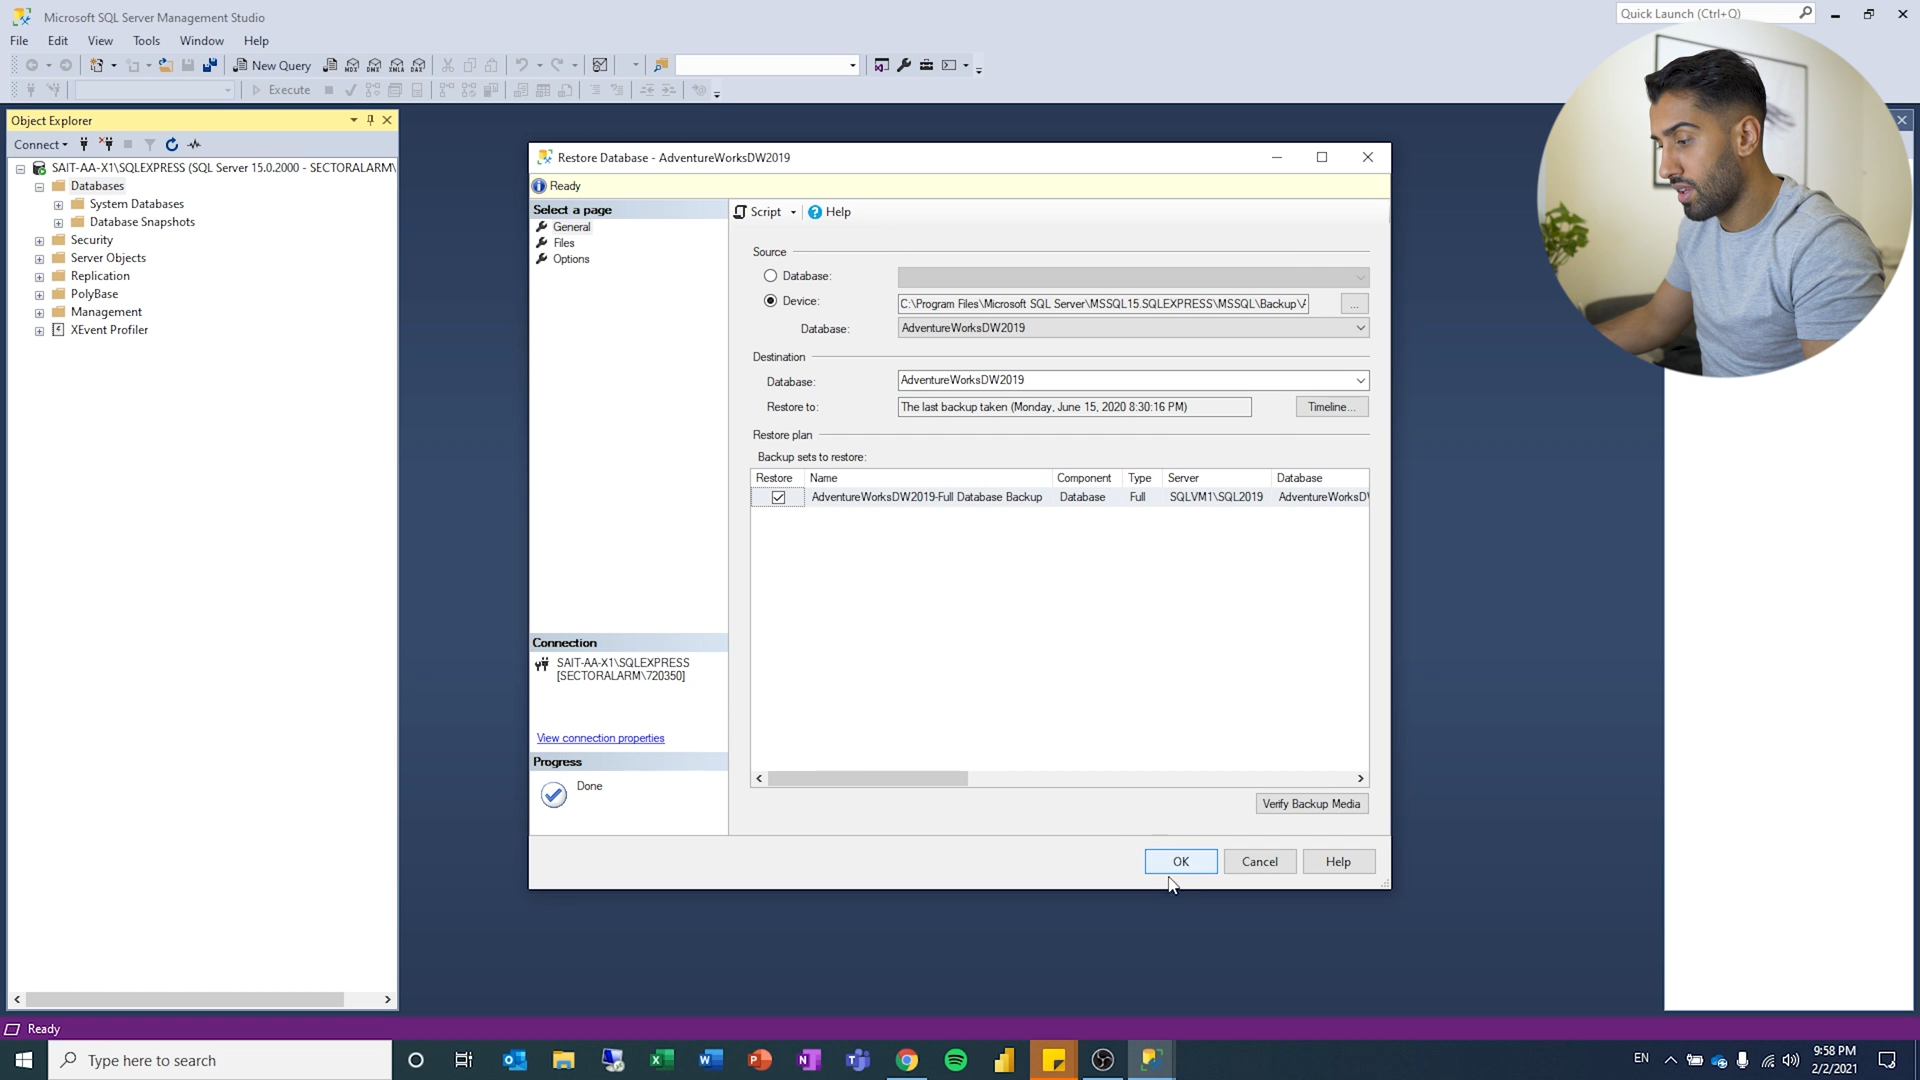 Microsoft SQL Server Management Studio
Quick Launch (Ctrl+Q)
File Edit View Tools Window Help
New Query
Execute
Object Explorer
Connect
SAIT-AA-X1\SQLEXPRESS (SQL Server 15.0.2000 - SECTORALARM\
Databases
System Databases
Database Snapshots
Security
Server Objects
Replication
PolyBase
Management
XEvent Profiler
Restore Database - AdventureWorksDW2019
Ready
Select a page
General
Files
Options
Script Help
Source
Database:
Device: C:\Program Files\Microsoft SQL Server\MSSQL15.SQLEXPRESS\MSSQL\Backup\
...
Database: AdventureWorksDW2019
Destination
Database: AdventureWorksDW2019
Restore to: The last backup taken (Monday, June 15, 2020 8:30:16 PM) Timeline...
Restore plan
Backup sets to restore:
Restore Name Component Type Server Database
AdventureWorksDW2019-Full Database Backup Database Full SQLVM1\SQL2019 AdventureWorksD
Connection
SAIT-AA-X1\SQLEXPRESS
[SECTORALARM\720350]
View connection properties
Progress
Done
Verify Backup Media
OK Cancel Help
Ready
Type here to search
EN
9:58 PM
2/2/2021